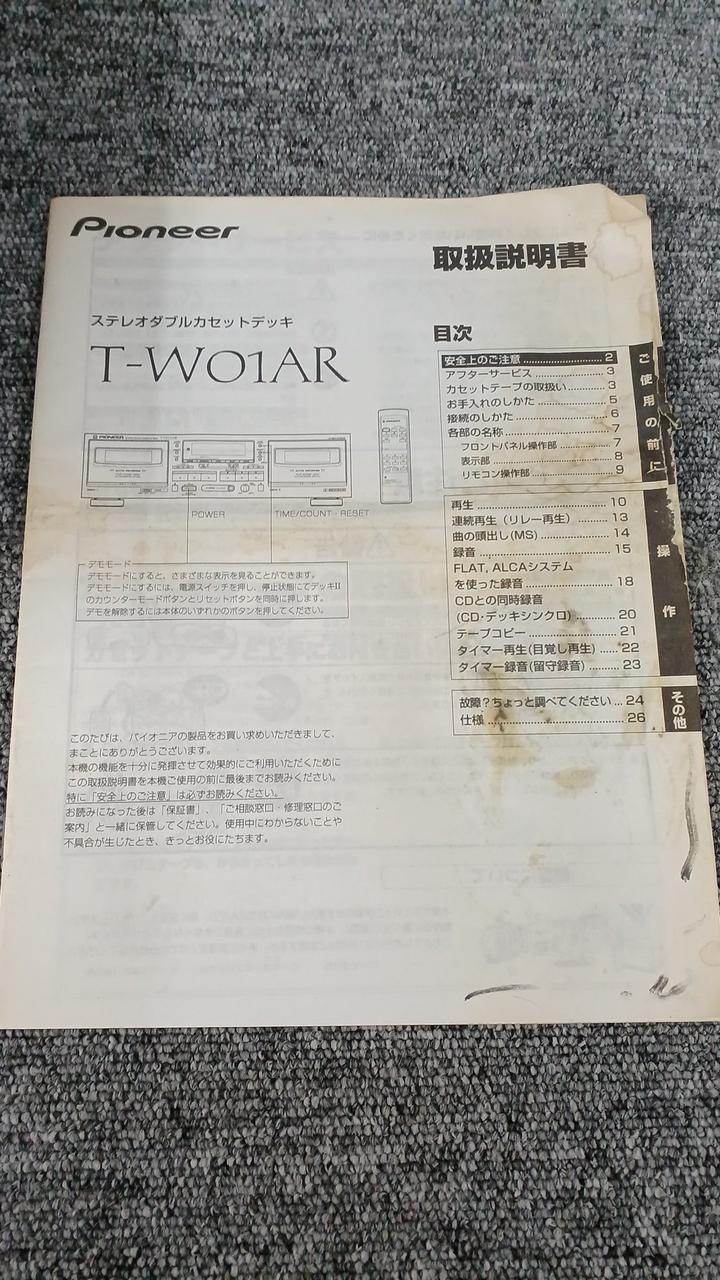 Pioneer
取扱説明書
ステレオダブルカセットデッキ
T-W01AR
POWER
TIME/COUNT・RESET
デモモード
デモモードにすると、さまざまな表示を見ることができます。
デモモードにするには、電源スイッチを押し、停止状態にてデッキII
のカウンターモードボタンとリセットボタンを同時に押します。
デモを解除するには本体のいずれかのボタンを押してください。
このたびは、パイオニアの製品をお買い求めいただきまして、
まことにありがとうございます。
本機の機能を十分に発揮させて効果的にご利用いただくために
この取扱説明書を本機ご使用の前に最後までお読みください。
特に「安全上のご注意」は必ずお読みください。
お読みになった後は「保証書」、「ご相談窓口・修理窓口のご
案内」と一緒に保管してください。使用中にわからないことや
不具合が生じたとき、きっとお役にたちます。
目次
ご使用の前に
安全上のご注意 ........................ 2
アフターサービス ...................... 3
カセットテープの取扱い ............. 3
お手入れのしかた ...................... 5
接続のしかた ............................ 6
各部の名称 ............................... 7
フロントパネル操作部 ............. 7
表示部 ................................. 8
リモコン操作部 ..................... 9
操作
再生 ....................................... 10
連続再生（リレー再生） ............ 13
曲の頭出し(MS) ...................... 14
録音 ....................................... 15
FLAT, ALCAシステム
を使った録音 .......................... 18
CDとの同時録音
(CD・デッキシンクロ) .............. 20
テープコピー ........................... 21
タイマー再生(目覚し再生) ...... 22
タイマー録音(留守録音) .......... 23
その他
故障？ちょっと調べてください ... 24
仕様 ....................................... 26